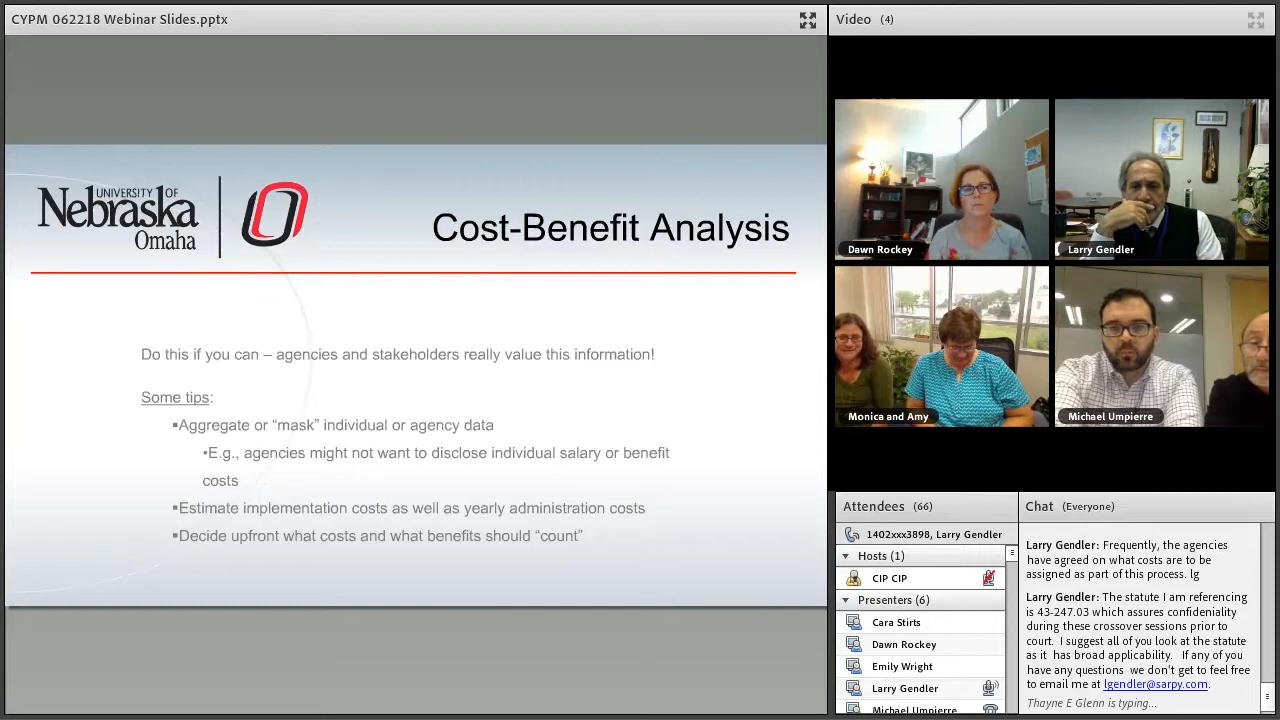 CYPM 062218 Webinar Slides.pptx
UNIVERSITY OF
Nebraska
Omaha
Cost-Benefit Analysis
Do this if you can – agencies and stakeholders really value this information!
Some tips:
▪Aggregate or “mask” individual or agency data
•E.g., agencies might not want to disclose individual salary or benefit
costs
▪Estimate implementation costs as well as yearly administration costs
▪Decide upfront what costs and what benefits should “count”
Video (4)
Dawn Rockey
Larry Gendler
Monica and Amy
Michael Umpierre
Attendees (66)
1402xxx3898, Larry Gendler
Hosts (1)
CIP CIP
Presenters (6)
Cara Stirts
Dawn Rockey
Emily Wright
Larry Gendler
Michael Umpierre
Chat (Everyone)
Larry Gendler: Frequently, the agencies
have agreed on what costs are to be
assigned as part of this process. lg
Larry Gendler: The statute I am referencing
is 43-247.03 which assures confideniality
during these crossover sessions prior to
court. I suggest all of you look at the statute
as it has broad applicability. If any of you
have any questions we don't get to feel free
to email me at lgendler@sarpy.com.
Thayne E Glenn is typing...